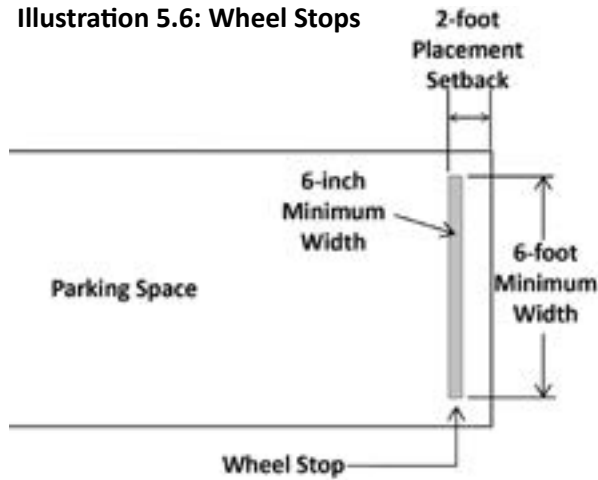 Illustration 5.6: Wheel Stops
2-foot
Placement
Setback
6-inch
Minimum
Width
6-foot
Minimum
Width
Parking Space
Wheel Stop